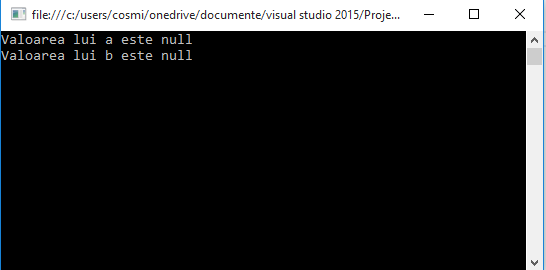 file:///c:/users/cosmi/onedrive/documente/visual studio 2015/Proje...
Valoarea lui a este null
Valoarea lui b este null